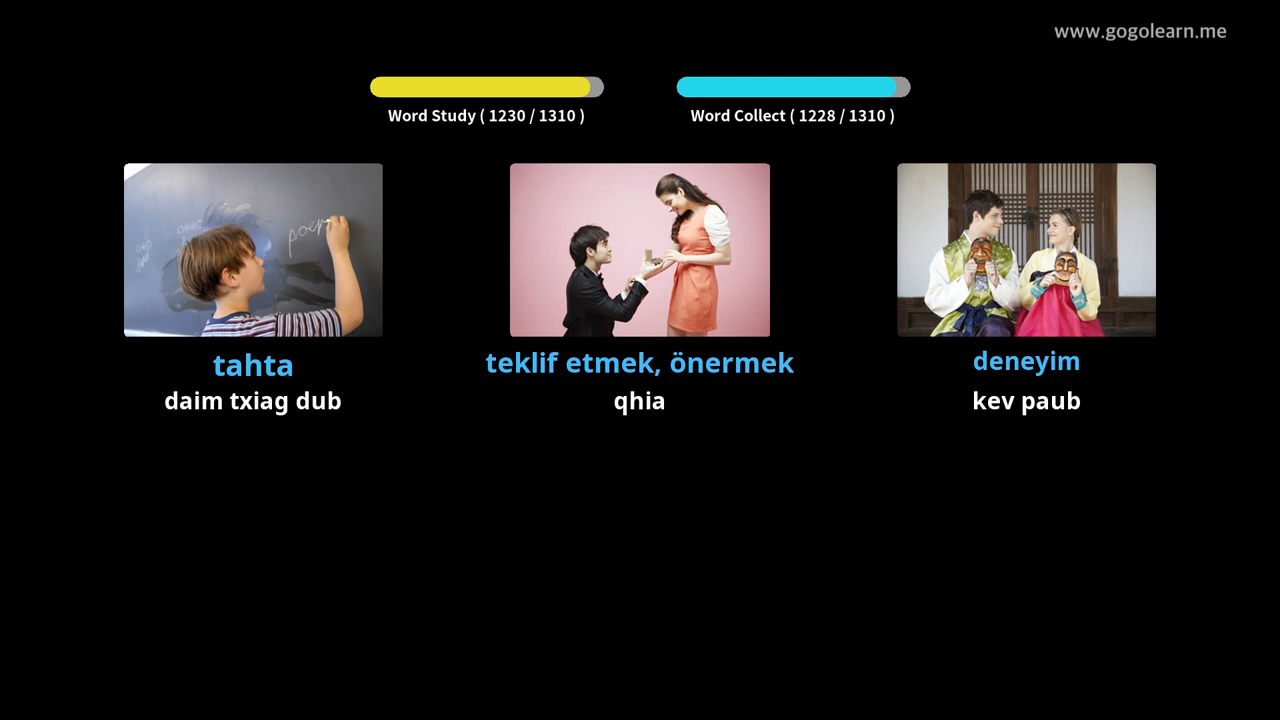 www.gogolearn.me
Word Study ( 1230 / 1310 )
Word Collect ( 1228 / 1310 )
poer
tahta
daim txiag dub
teklif etmek, önermek
qhia
deneyim
kev paub